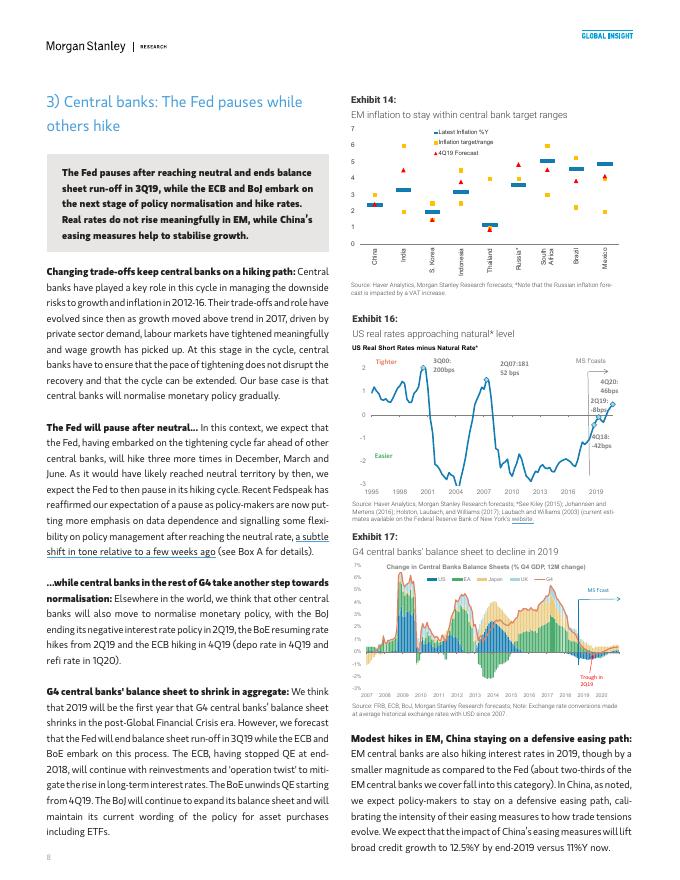 GLOBAL INSIGHT
Morgan Stanley | RESEARCH
3) Central banks: The Fed pauses while
others hike
The Fed pauses after reaching neutral and ends balance
sheet run-off in 3Q19, while the ECB and BoJ embark on
the next stage of policy normalisation and hike rates.
Real rates do not rise meaningfully in EM, while China's
easing measures help to stabilise growth.
Changing trade-offs keep central banks on a hiking path: Central
banks have played a key role in this cycle in managing the downside
risks to growth and inflation in 2012-16. Their trade-offs and role have
evolved since then as growth moved above trend in 2017, driven by
private sector demand, labour markets have tightened meaningfully
and wage growth has picked up. At this stage in the cycle, central
banks have to ensure that the pace of tightening does not disrupt the
recovery and that the cycle can be extended. Our base case is that
central banks will normalise monetary policy gradually.
The Fed will pause after neutral... In this context, we expect that
the Fed, having embarked on the tightening cycle far ahead of other
central banks, will hike three more times in December, March and
June. As it would have likely reached neutral territory by then, we
expect the Fed to then pause in its hiking cycle. Recent Fedspeak has
reaffirmed our expectation of a pause as policy-makers are now put-
ting more emphasis on data dependence and signalling some flexi-
bility on policy management after reaching the neutral rate, a subtle
shift in tone relative to a few weeks ago (see Box A for details).
...while central banks in the rest of G4 take another step towards
normalisation: Elsewhere in the world, we think that other central
banks will also move to normalise monetary policy, with the BoJ
ending its negative interest rate policy in 2Q19, the BoE resuming rate
hikes from 2Q19 and the ECB hiking in 4Q19 (depo rate in 4Q19 and
refi rate in 1Q20).
G4 central banks' balance sheet to shrink in aggregate: We think
that 2019 will be the first year that G4 central banks' balance sheet
shrinks in the post-Global Financial Crisis era. However, we forecast
that the Fed will end balance sheet run-off in 3Q19 while the ECB and
BoE embark on this process. The ECB, having stopped QE at end-
2018, will continue with reinvestments and 'operation twist' to miti-
gate the rise in long-term interest rates. The BoE unwinds QE starting
from 4Q19. The BoJ will continue to expand its balance sheet and will
maintain its current wording of the policy for asset purchases
including ETFs.
Exhibit 14:
EM inflation to stay within central bank target ranges
7
6
5
4
3
2
1
0
Latest Inflation %Y
Inflation target/range
4Q19 Forecast
China
India
S. Korea
Indonesia
Thailand
Russia*
South
Africa
Brazil
Mexico
Source: Haver Analytics, Morgan Stanley Research forecasts; *Note that the Russian inflation fore-
cast is impacted by a VAT increase.
Exhibit 16:
US real rates approaching natural* level
US Real Short Rates minus Natural Rate*
Tighter
3Q00:
200bps
2Q07:181
52 bps
MS Fcasts
4Q20:
46bps
2Q19:
-8bps
4Q18:
-42bps
Easier
2
1
0
-1
-2
-3
1995 1998 2001 2004 2007 2010 2013 2016 2019
Source: Haver Analytics, Morgan Stanley Research forecasts; *See Kiley (2015); Johannsen and
Mertens (2016); Holston, Laubach, and Williams (2017); Laubach and Williams (2003) (current esti-
mates available on the Federal Reserve Bank of New York's website
Exhibit 17:
G4 central banks' balance sheet to decline in 2019
Change in Central Banks Balance Sheets (% G4 GDP, 12M change)
US EA Japan UK G4
7%
6%
5%
4%
3%
2%
1%
0%
-1%
-2%
-3%
MS Fcast
Trough in
2Q19
2007 2008 2009 2010 2011 2012 2013 2014 2015 2016 2017 2018 2019 2020
Source: FRB, ECB, BoJ, Morgan Stanley Research forecasts; Note: Exchange rate conversions made
at average historical exchange rates with USD since 2007.
Modest hikes in EM, China staying on a defensive easing path:
EM central banks are also hiking interest rates in 2019, though by a
smaller magnitude as compared to the Fed (about two-thirds of the
EM central banks we cover fall into this category). In China, as noted,
we expect policy-makers to stay on a defensive easing path, cali-
brating the intensity of their easing measures to how trade tensions
evolve. We expect that the impact of China's easing measures will lift
broad credit growth to 12.5%Y by end-2019 versus 11%Y now.
8